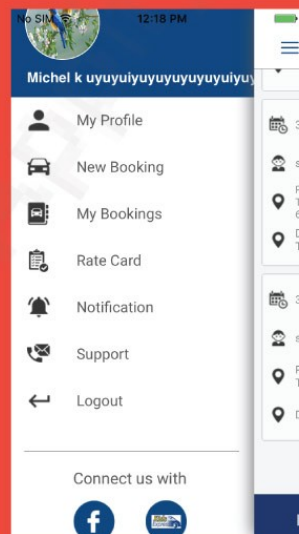 No SIM 12:18 PM
Michel k uyuyuiyuyuyuyuyuyuiyuy
My Profile
New Booking
My Bookings
Rate Card
Notification
Support
Logout
Connect us with
f